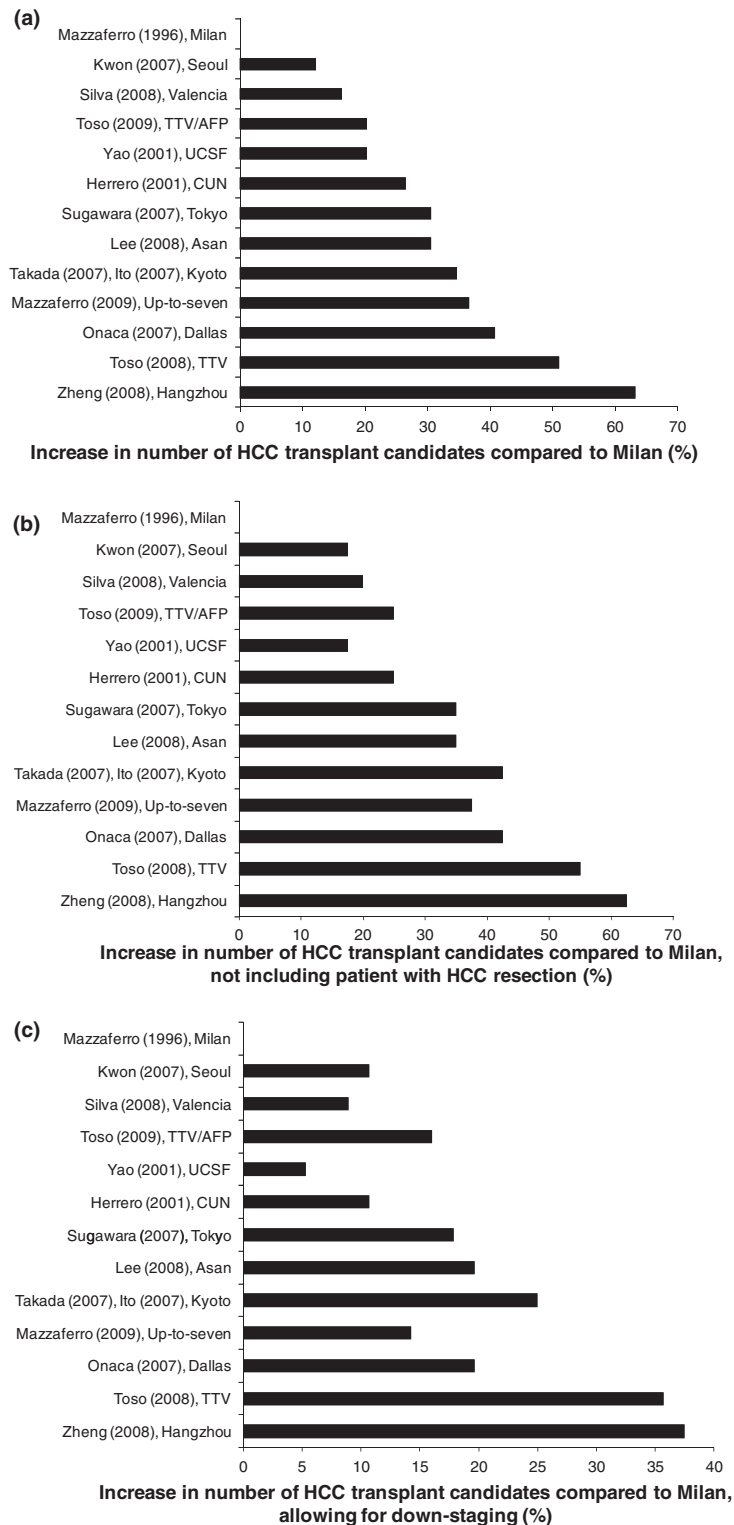 (a)
Mazzaferro (1996), Milan
Kwon (2007), Seoul
Silva (2008), Valencia
Toso (2009), TTV/AFP
Yao (2001), UCSF
Herrero (2001), CUN
Sugawara (2007), Tokyo
Lee (2008), Asan
Takada (2007), Ito (2007), Kyoto
Mazzaferro (2009), Up-to-seven
Onaca (2007), Dallas
Toso (2008), TTV
Zheng (2008), Hangzhou
0 10 20 30 40 50 60 70
Increase in number of HCC transplant candidates compared to Milan (%)
(b)
Mazzaferro (1996), Milan
Kwon (2007), Seoul
Silva (2008), Valencia
Toso (2009), TTV/AFP
Yao (2001), UCSF
Herrero (2001), CUN
Sugawara (2007), Tokyo
Lee (2008), Asan
Takada (2007), Ito (2007), Kyoto
Mazzaferro (2009), Up-to-seven
Onaca (2007), Dallas
Toso (2008), TTV
Zheng (2008), Hangzhou
0 10 20 30 40 50 60 70
Increase in number of HCC transplant candidates compared to Milan,
not including patient with HCC resection (%)
(c)
Mazzaferro (1996), Milan
Kwon (2007), Seoul
Silva (2008), Valencia
Toso (2009), TTV/AFP
Yao (2001), UCSF
Herrero (2001), CUN
Sugawara (2007), Tokyo
Lee (2008), Asan
Takada (2007), Ito (2007), Kyoto
Mazzaferro (2009), Up-to-seven
Onaca (2007), Dallas
Toso (2008), TTV
Zheng (2008), Hangzhou
0 5 10 15 20 25 30 35 40
Increase in number of HCC transplant candidates compared to Milan,
allowing for down-staging (%)